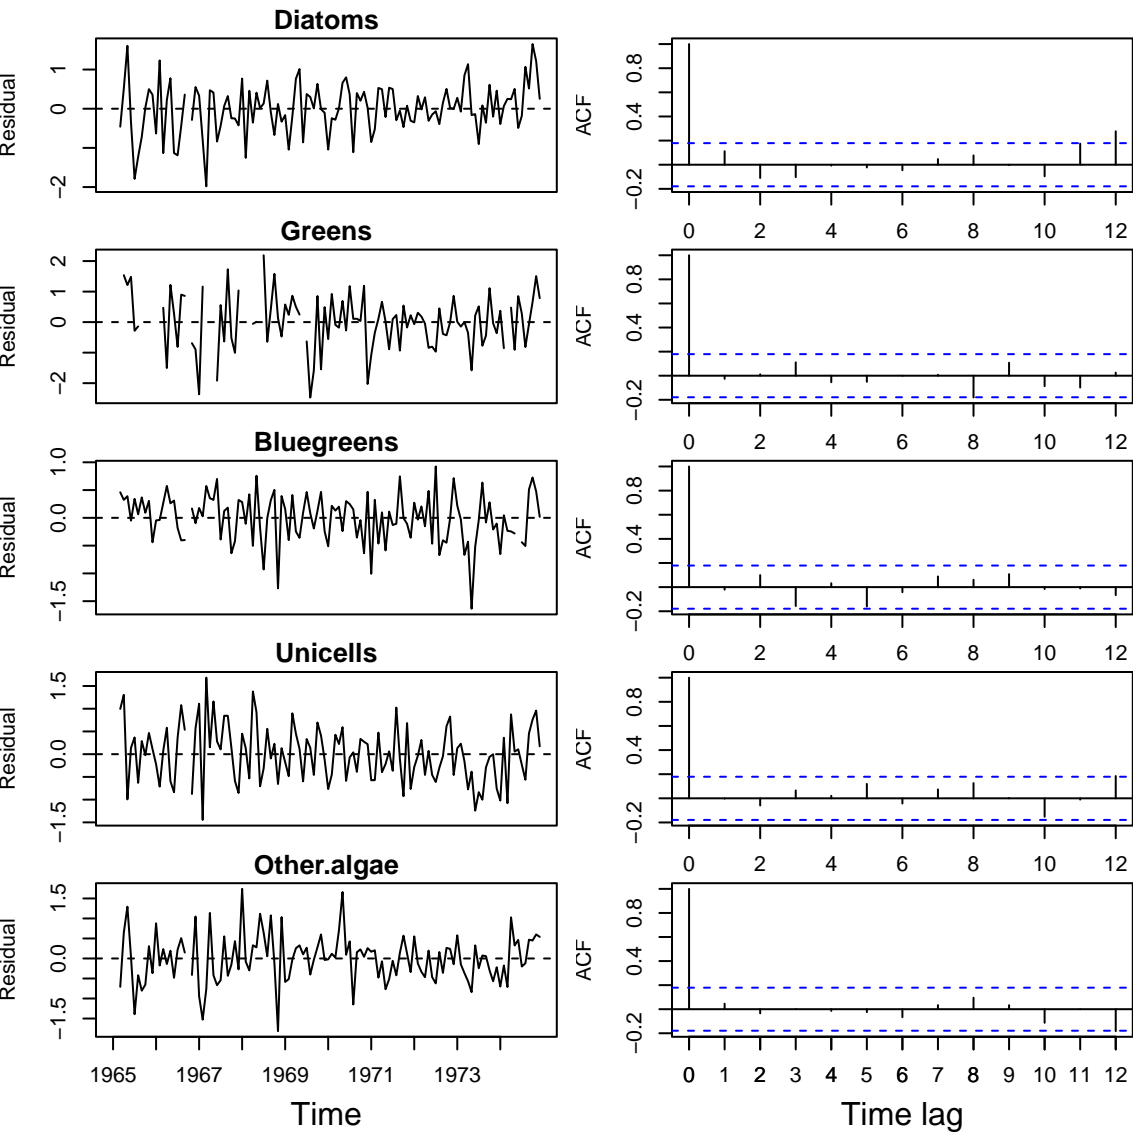 Diatoms
Residual
1
0
−2
ACF
0.8
0.4
−0.2
0 2 4 6 8 10 12
Greens
Residual
2
1
0
−2
ACF
0.8
0.4
−0.2
0 2 4 6 8 10 12
Bluegreens
Residual
1.0
0.0
−1.5
ACF
0.8
0.4
−0.2
0 2 4 6 8 10 12
Unicells
Residual
1.5
0.0
−1.5
ACF
0.8
0.4
−0.2
0 2 4 6 8 10 12
Other.algae
Residual
1.5
0.0
−1.5
ACF
0.8
0.4
−0.2
1965 1967 1969 1971 1973
0 1 2 3 4 5 6 7 8 9 10 11 12
Time
Time lag